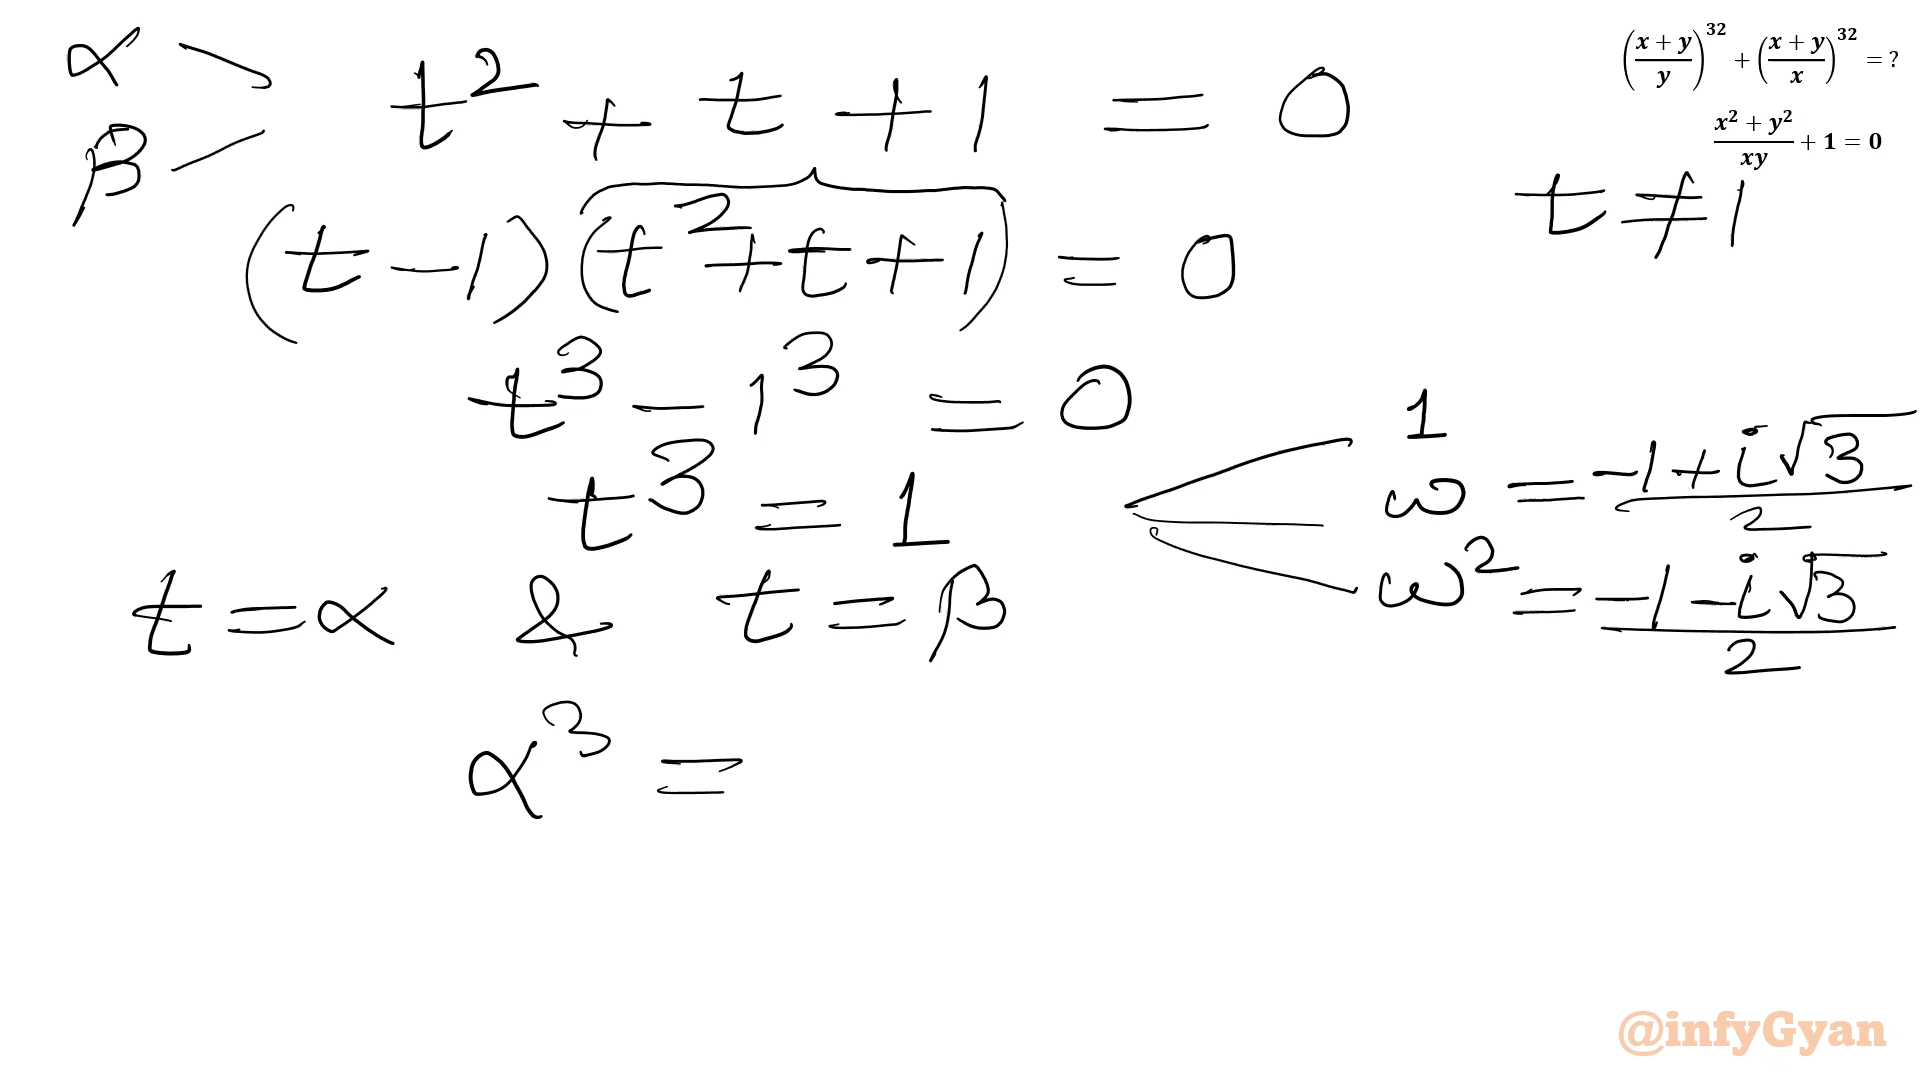 ((x + y)/y)^32 + ((x + y)/x)^32 = ?
(x² + y²)/(xy) + 1 = 0
α > t² + t + 1 = 0
β >
t ≠ 1
(t - 1)(t² + t + 1) = 0
t³ - 1³ = 0
t³ = 1
1
ω = (-1 + i√3)/2
ω² = (-1 - i√3)/2
t = α & t = β
α³ =
@infyGyan